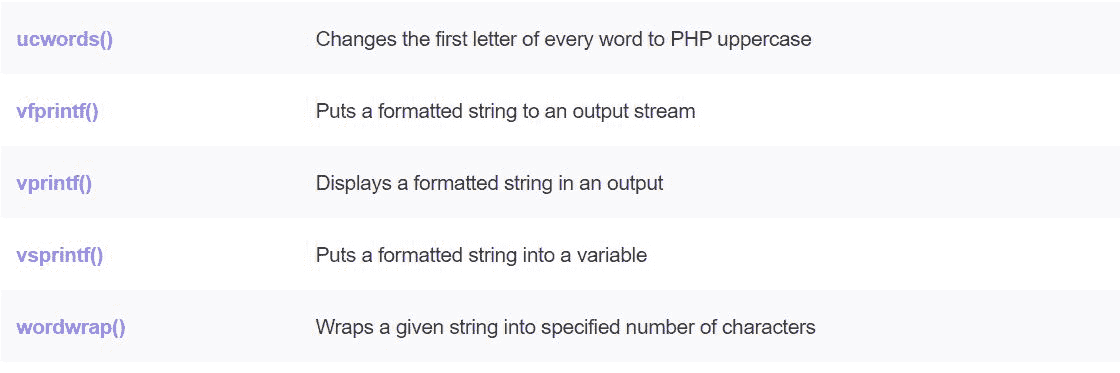 ucwords() Changes the first letter of every word to PHP uppercase
vfprintf() Puts a formatted string to an output stream
vprintf() Displays a formatted string in an output
vsprintf() Puts a formatted string into a variable
wordwrap() Wraps a given string into specified number of characters